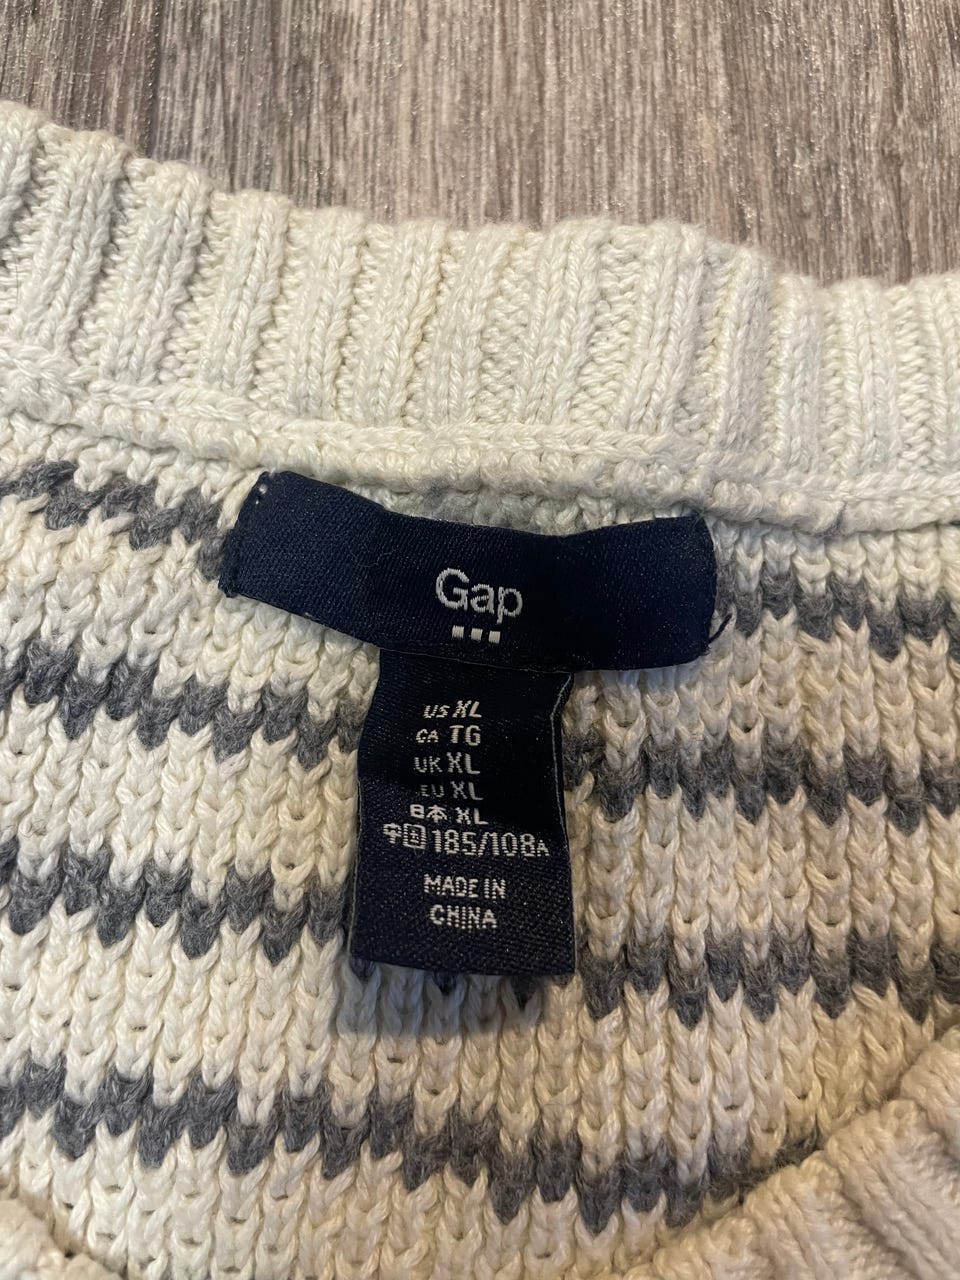 Gap
US XL
CA TG
UK XL
EU XL
日本 XL
中国 185/108A
MADE IN
CHINA